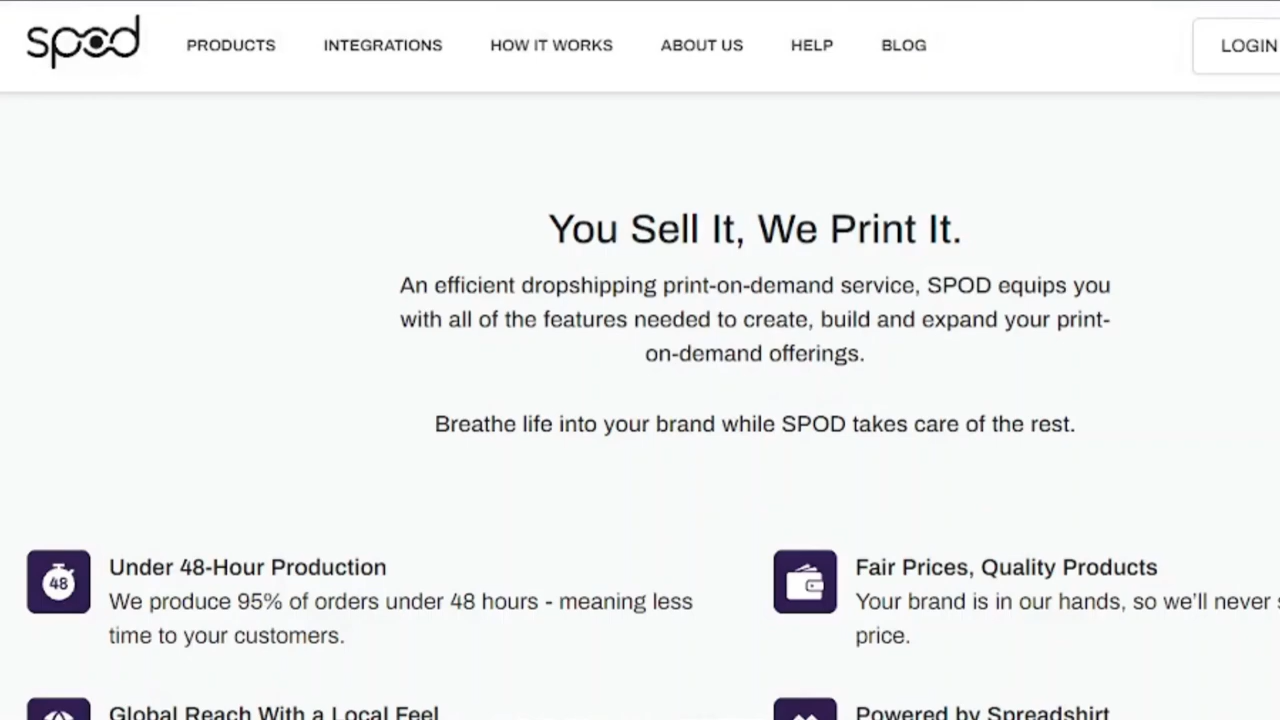 spod
PRODUCTS
INTEGRATIONS
HOW IT WORKS
ABOUT US
HELP
BLOG
LOGIN
You Sell It, We Print It.
An efficient dropshipping print-on-demand service, SPOD equips you
with all of the features needed to create, build and expand your print-
on-demand offerings.
Breathe life into your brand while SPOD takes care of the rest.
48
Under 48-Hour Production
We produce 95% of orders under 48 hours - meaning less
time to your customers.
Fair Prices, Quality Products
Your brand is in our hands, so we’ll never
price.
Global Reach With a Local Feel
Powered by Spreadshirt